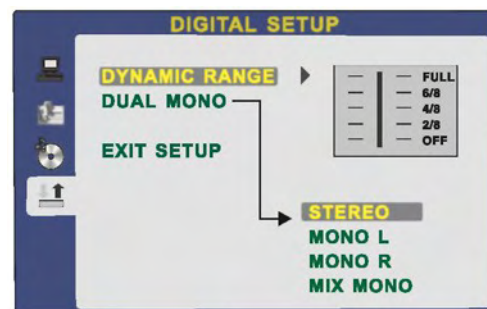 DIGITAL SETUP
DYNAMIC RANGE
DUAL MONO
EXIT SETUP
FULL
6/8
4/8
2/8
OFF
STEREO
MONO L
MONO R
MIX MONO